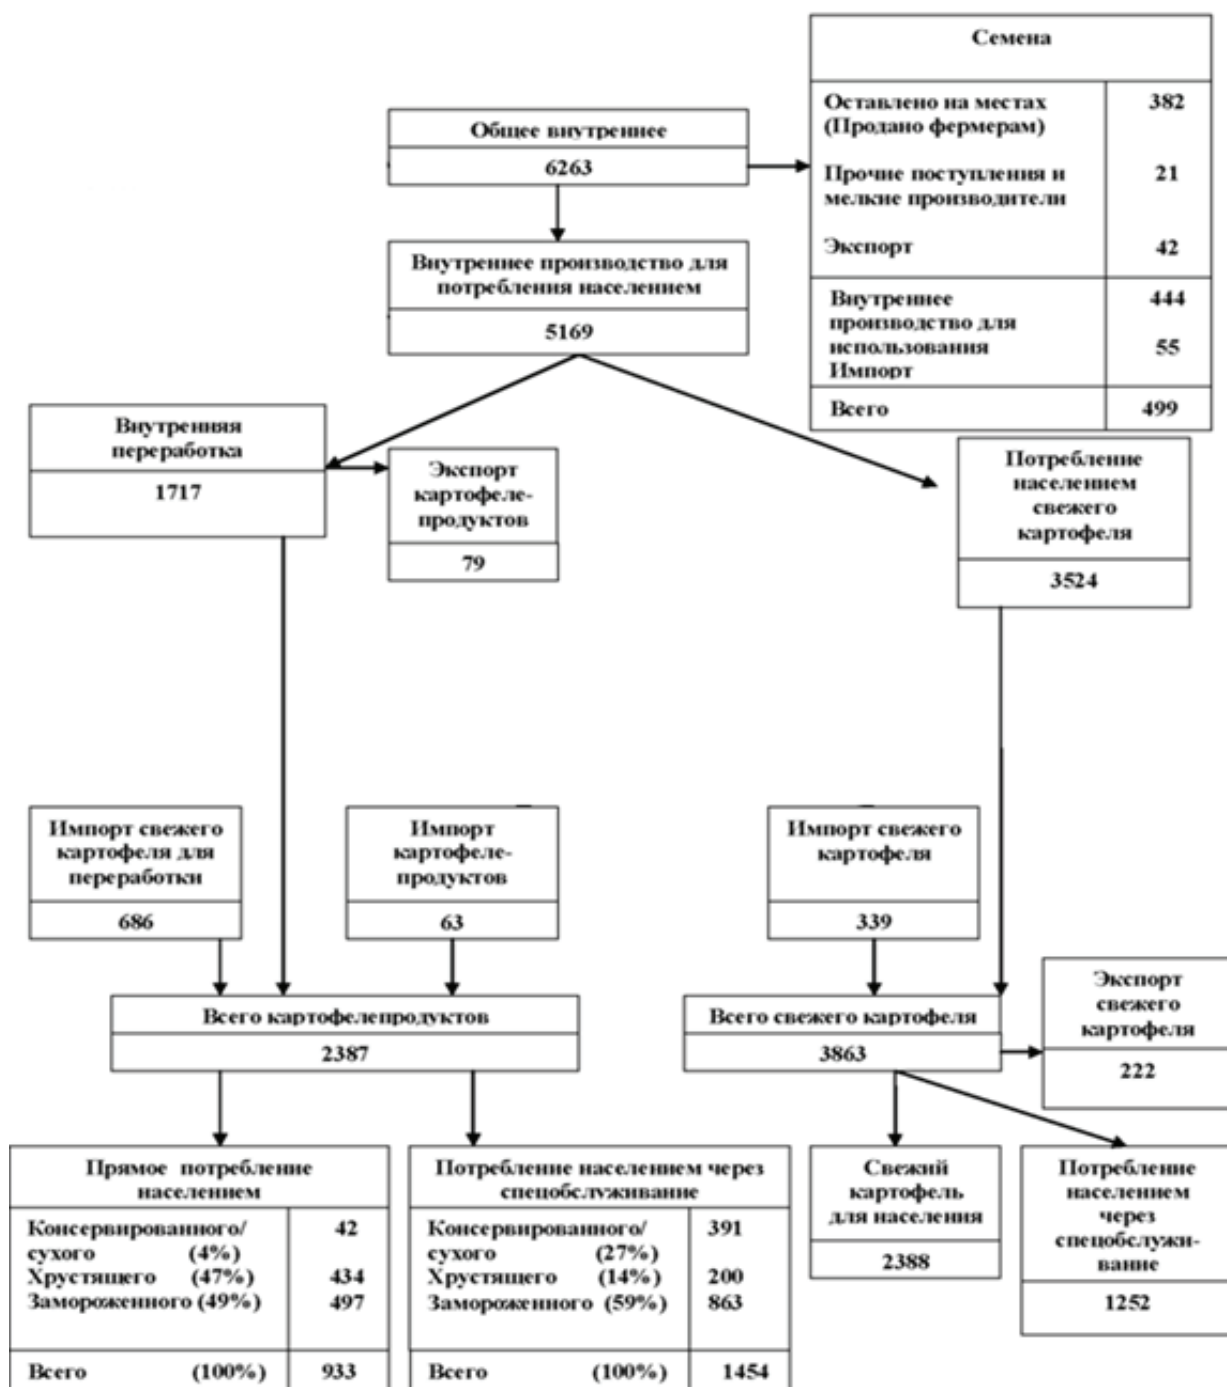 Семена
Оставлено на местах 382
(Продано фермерам)
Прочие поступления и 21
мелкие производители
Экспорт 42
Внутреннее 444
производство для
использования 55
Импорт
Всего 499
Общее внутреннее
6263
Внутреннее производство для
потребления населением
5169
Внутренняя
переработка
1717
Экспорт
картофеле-
продуктов
79
Потребление
населением
свежего
картофеля
3524
Импорт свежего
картофеля для
переработки
686
Импорт
картофеле-
продуктов
63
Импорт свежего
картофеля
339
Всего картофелепродуктов
2387
Всего свежего картофеля
3863
Экспорт
свежего
картофеля
222
Прямое потребление
населением
Консервированного/ 42
сухого (4%)
Хрустящего (47%) 434
Замороженного (49%) 497
Всего (100%) 933
Потребление населением через
спецобслуживание
Консервированного/ 391
сухого (27%)
Хрустящего (14%) 200
Замороженного (59%) 863
Всего (100%) 1454
Свежий
картофель
для населения
2388
Потребление
населением
через
спецобслужи-
вание
1252